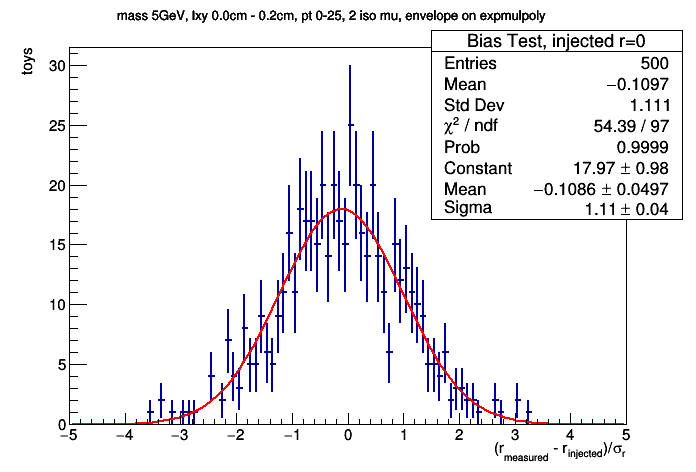 mass 5GeV, lxy 0.0cm - 0.2cm, pt 0-25, 2 iso mu, envelope on expmulpoly
Bias Test, injected r=0
Entries 500
Mean −0.1097
Std Dev 1.111
χ² / ndf 54.39 / 97
Prob 0.9999
Constant 17.97 ± 0.98
Mean −0.1086 ± 0.0497
Sigma 1.11 ± 0.04
toys
30
25
20
15
10
5
0
−5 −4 −3 −2 −1 0 1 2 3 4 5
(r_measured - r_injected)/σ_r